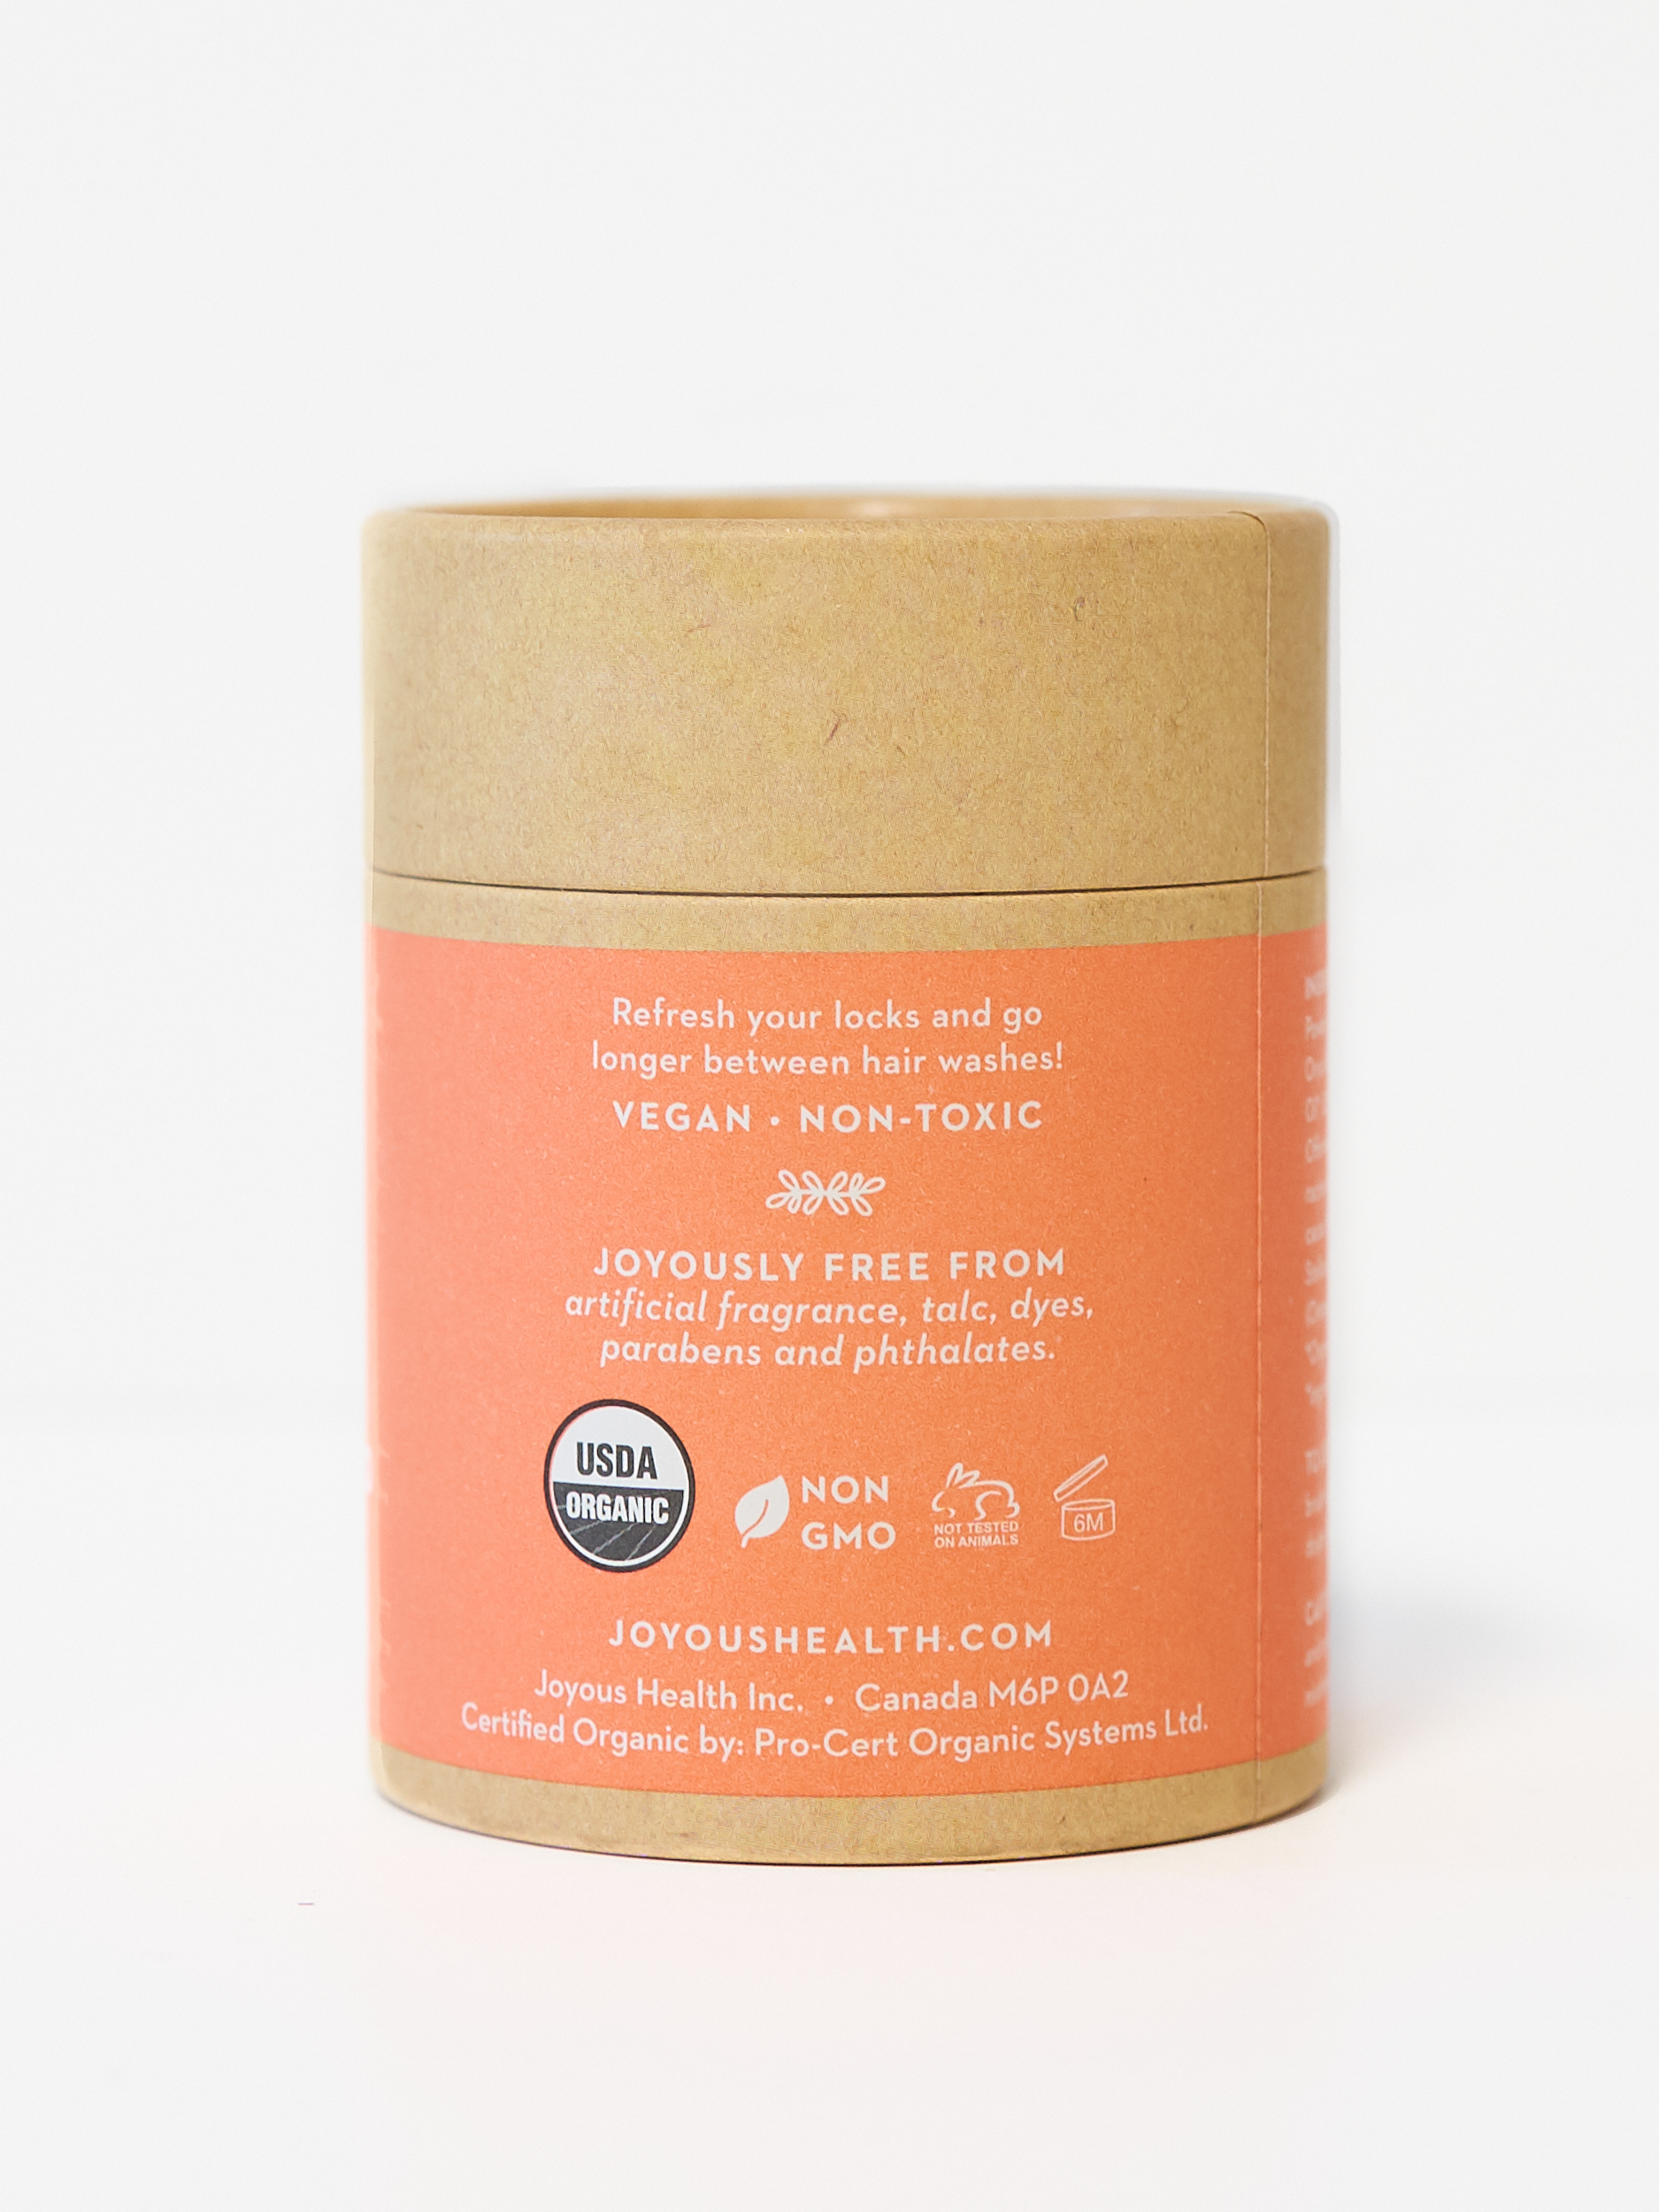 Refresh your locks and go
longer between hair washes!
VEGAN • NON-TOXIC
JOYOUSLY FREE FROM
artificial fragrance, talc, dyes,
parabens and phthalates.
USDA
ORGANIC
NON
GMO
NOT TESTED
ON ANIMALS
6M
JOYOUSHEALTH.COM
Joyous Health Inc. • Canada M6P 0A2
Certified Organic by: Pro-Cert Organic Systems Ltd.